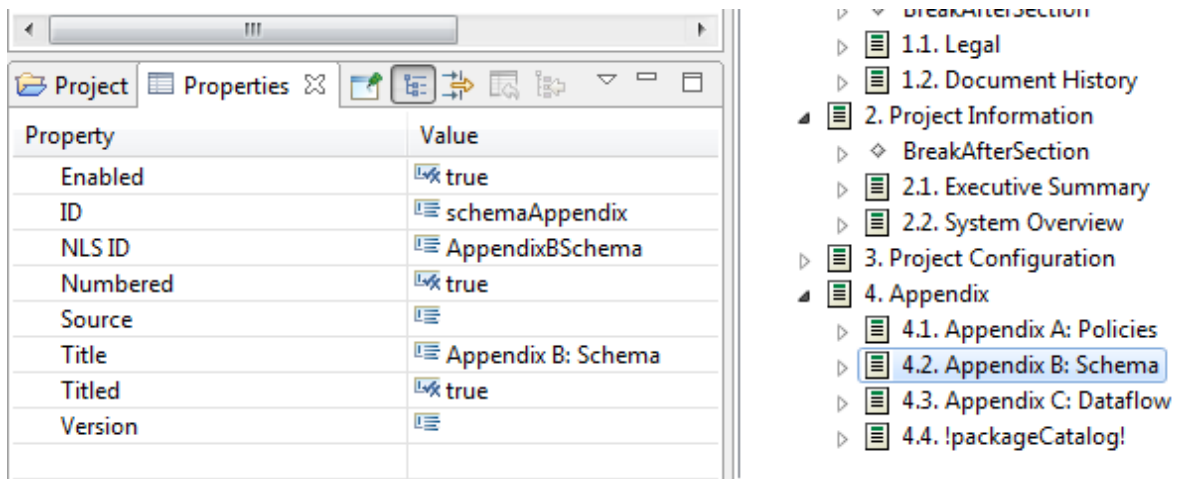 Project Properties
Property Value
Enabled true
ID schemaAppendix
NLS ID AppendixBSchema
Numbered true
Source
Title Appendix B: Schema
Titled true
Version
BreakAfterSection
1.1. Legal
1.2. Document History
2. Project Information
BreakAfterSection
2.1. Executive Summary
2.2. System Overview
3. Project Configuration
4. Appendix
4.1. Appendix A: Policies
4.2. Appendix B: Schema
4.3. Appendix C: Dataflow
4.4. !packageCatalog!